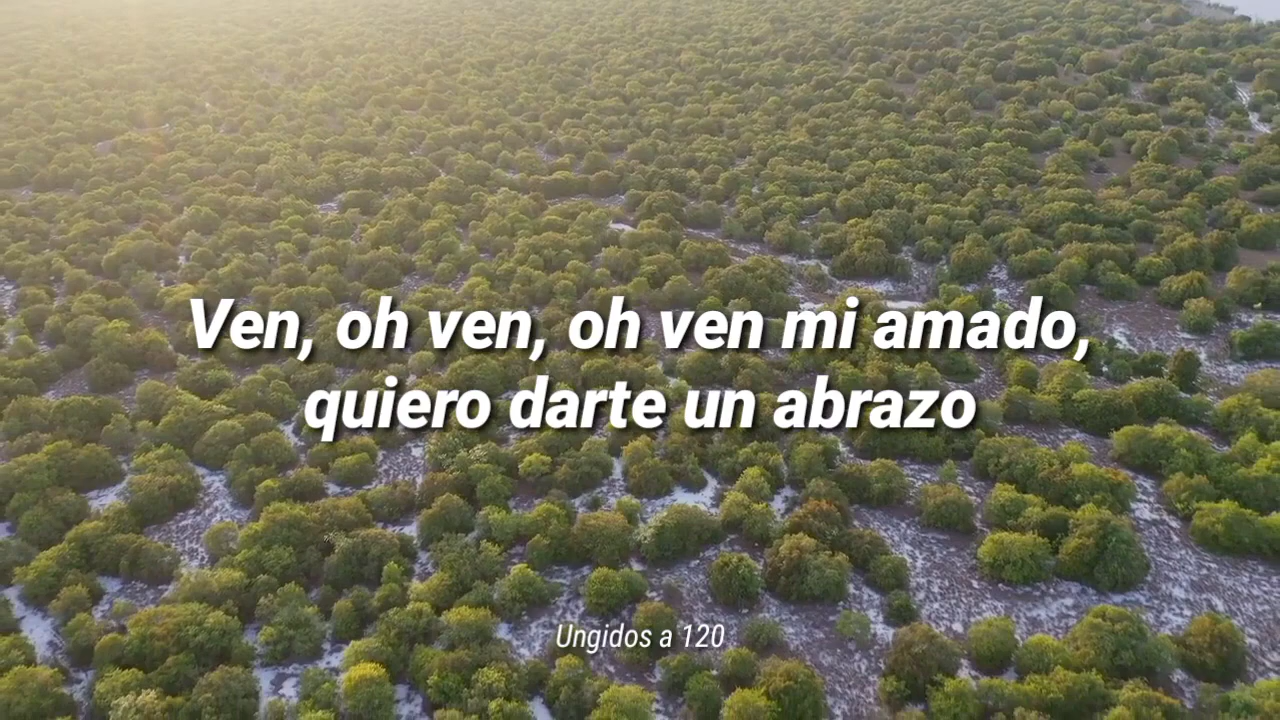 Ven, oh ven, oh ven mi amado,
quiero darte un abrazo
Ungidos a 120